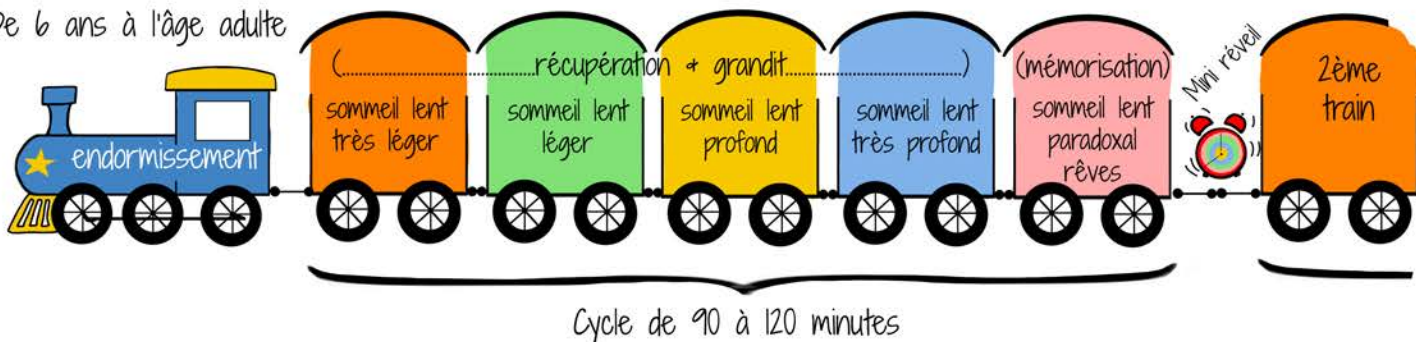 De 6 ans à l'âge adulte
endormissement
(..............................récupération & grandit......................)
sommeil lent
très léger
sommeil lent
léger
sommeil lent
profond
sommeil lent
très profond
(mémorisation)
sommeil lent
paradoxal
rêves
Mini réveil
2ème
train
Cycle de 90 à 120 minutes